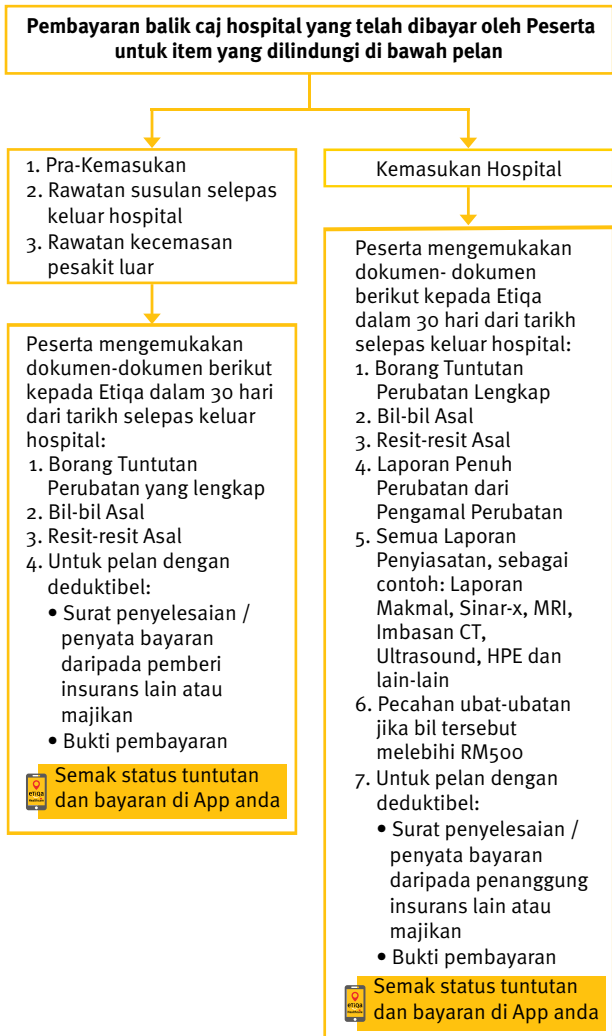 Pembayaran balik caj hospital yang telah dibayar oleh Peserta
untuk item yang dilindungi di bawah pelan
1. Pra-Kemasukan
2. Rawatan susulan selepas
keluar hospital
3. Rawatan kecemasan
pesakit luar
Peserta mengemukakan
dokumen-dokumen berikut
kepada Etiqa dalam 30 hari
dari tarikh selepas keluar
hospital:
1. Borang Tuntutan
Perubatan yang lengkap
2. Bil-bil Asal
3. Resit-resit Asal
4. Untuk pelan dengan
deduktibel:
• Surat penyelesaian /
penyata bayaran
daripada pemberi
insurans lain atau
majikan
• Bukti pembayaran
etiqa
Semak status tuntutan
dan bayaran di App anda
Kemasukan Hospital
Peserta mengemukakan
dokumen- dokumen
berikut kepada Etiqa
dalam 30 hari dari tarikh
selepas keluar hospital:
1. Borang Tuntutan
Perubatan Lengkap
2. Bil-bil Asal
3. Resit-resit Asal
4. Laporan Penuh
Perubatan dari
Pengamal Perubatan
5. Semua Laporan
Penyiasatan, sebagai
contoh: Laporan
Makmal, Sinar-x, MRI,
Imbasan CT,
Ultrasound, HPE dan
lain-lain
6. Pecahan ubat-ubatan
jika bil tersebut
melebihi RM500
7. Untuk pelan dengan
deduktibel:
• Surat penyelesaian /
penyata bayaran
daripada penanggung
insurans lain atau
majikan
• Bukti pembayaran
etiqa
Semak status tuntutan
dan bayaran di App anda